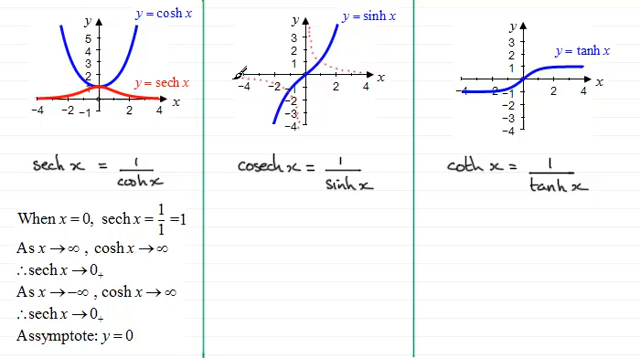 y
y = cosh x
5
4
3
2
1
y = sech x
−4 −2 −1 2 4 x
sech x = 1/cosh x
When x = 0, sech x = 1/1 = 1
As x → ∞, cosh x → ∞
∴ sech x → 0₊
As x → −∞, cosh x → ∞
∴ sech x → 0₊
Assymptote: y = 0
y
y = sinh x
3
2
1
−4 −2 2 4 x
−2
−3
−4
cosech x = 1/sinh x
y
3
y = tanh x
2
1
−4 −2 2 4 x
−2
−3
−4
coth x = 1/tanh x